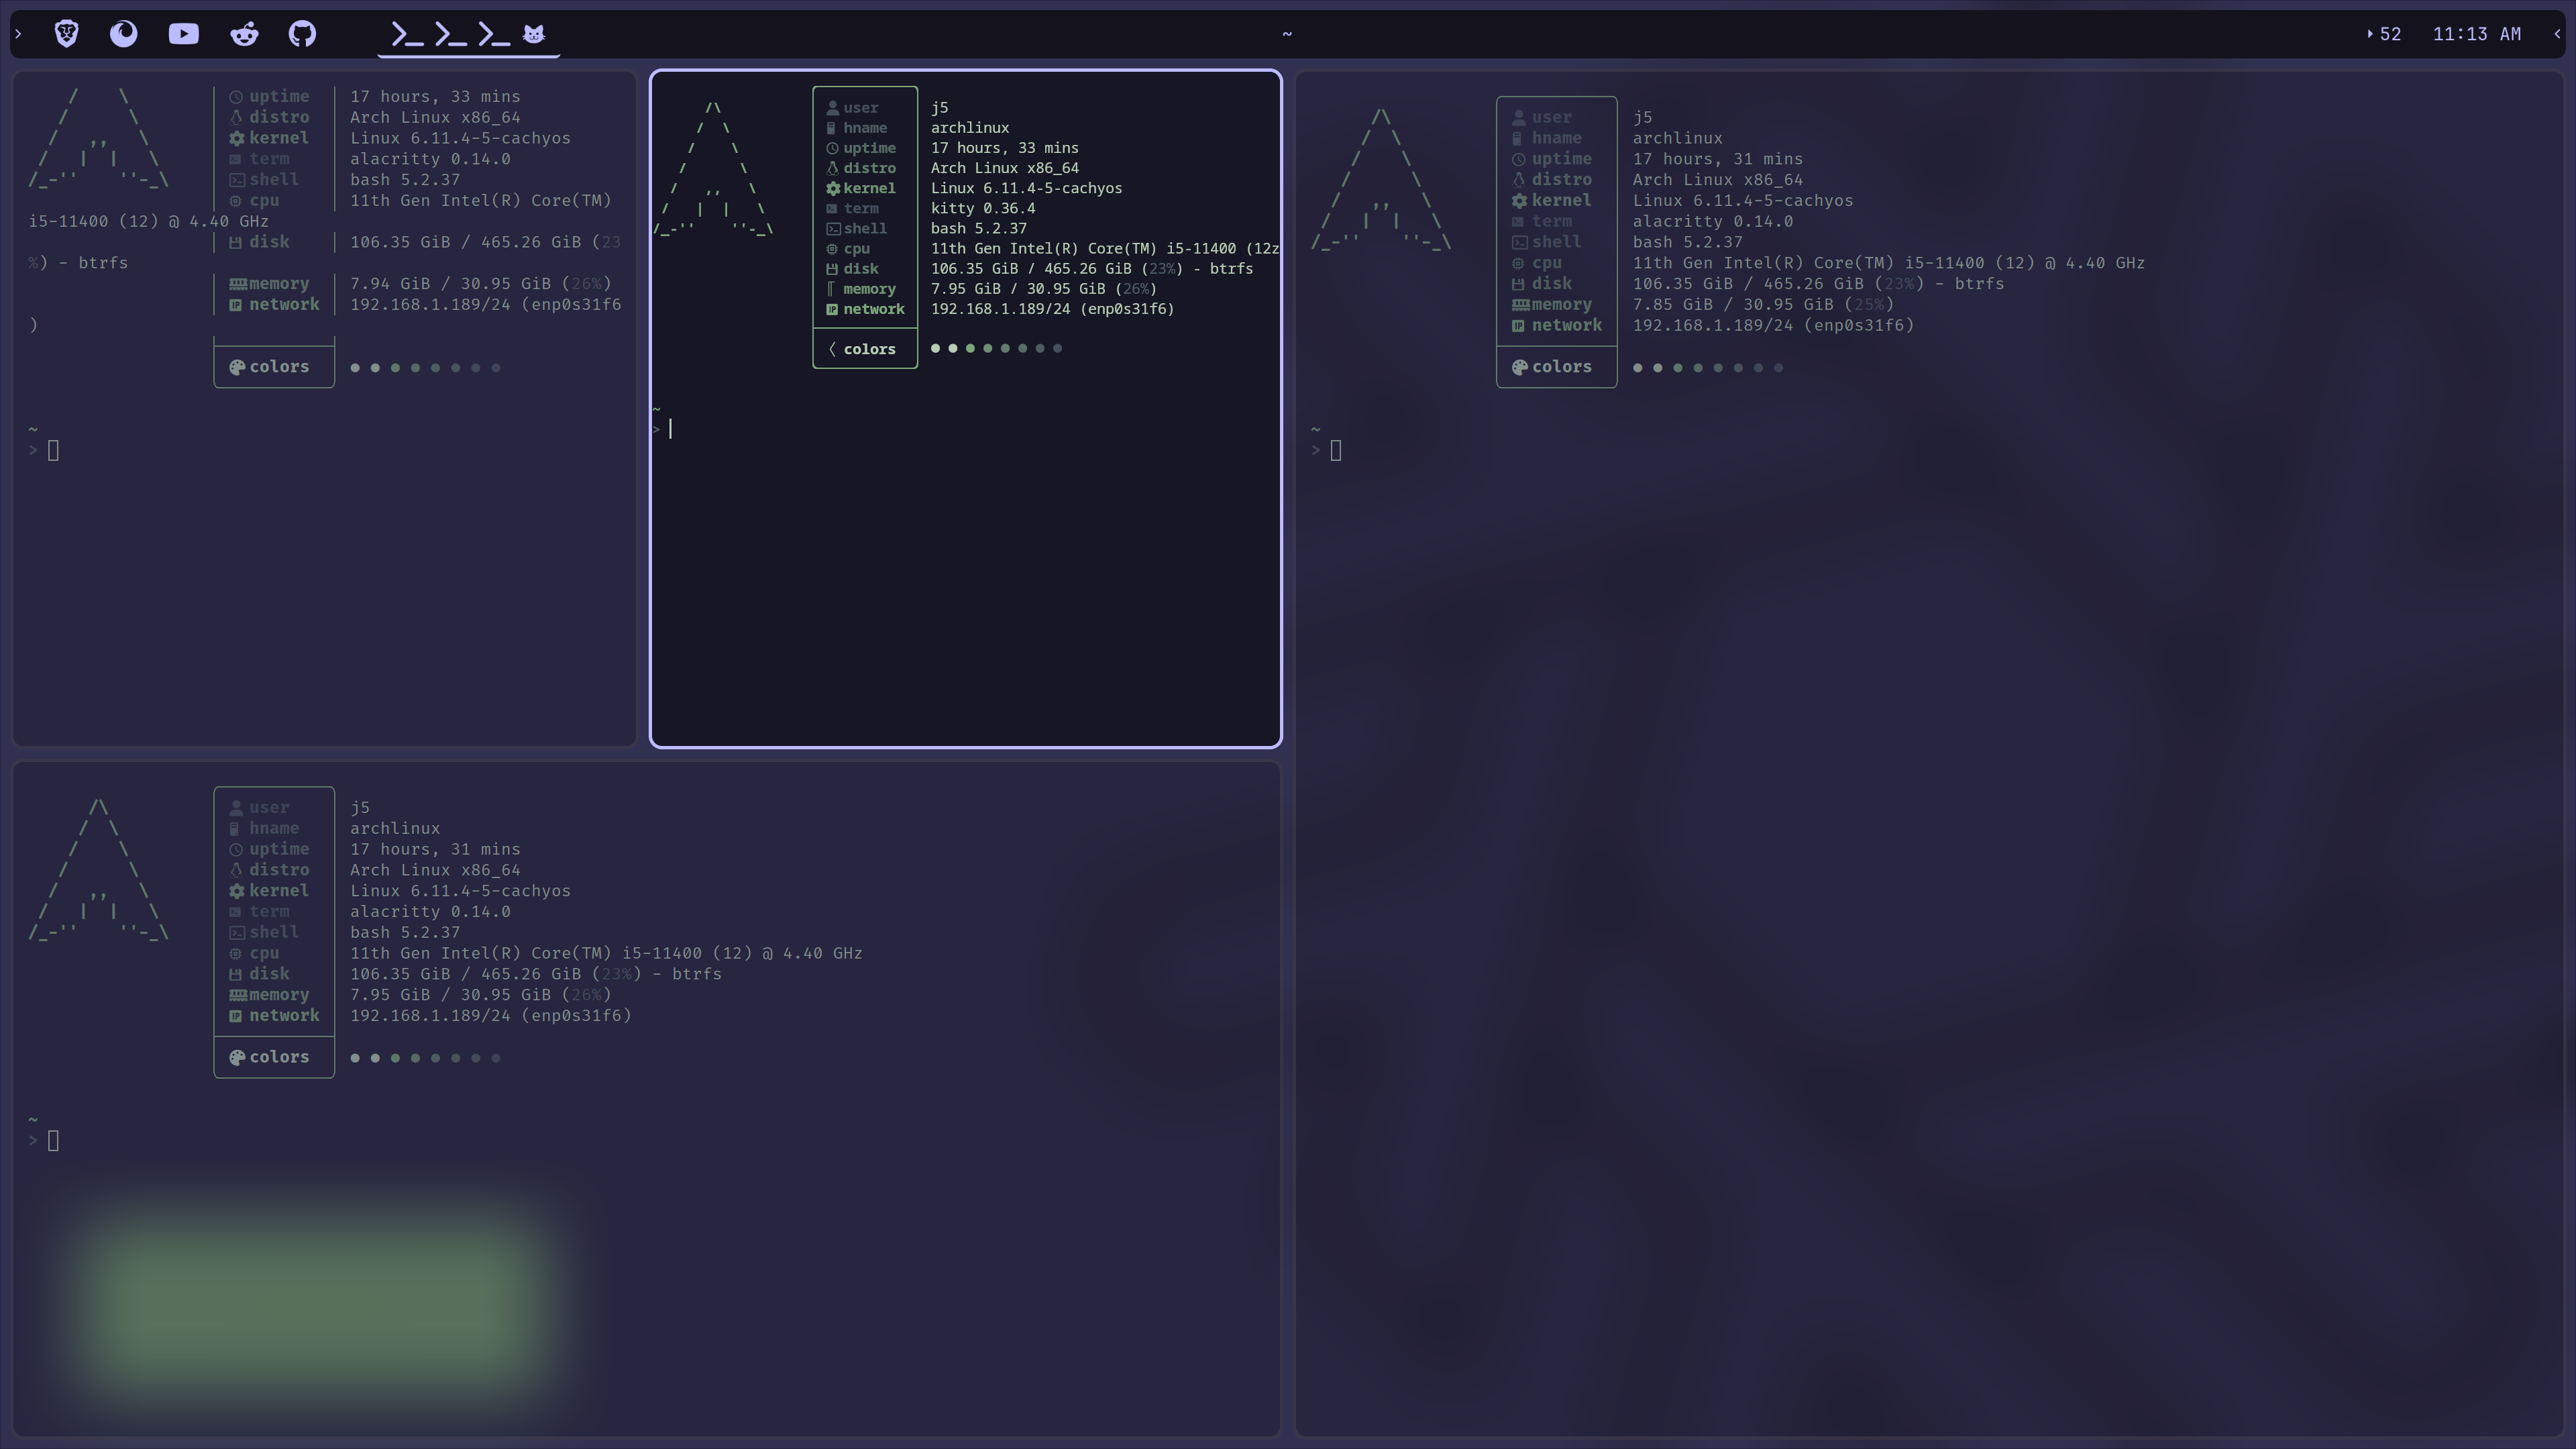 ~
52
11:13 AM
uptime 17 hours, 33 mins
distro Arch Linux x86_64
kernel Linux 6.11.4-5-cachyos
term alacritty 0.14.0
shell bash 5.2.37
cpu 11th Gen Intel(R) Core(TM)
i5-11400 (12) @ 4.40 GHz
disk 106.35 GiB / 465.26 GiB (23
%) - btrfs
memory 7.94 GiB / 30.95 GiB (26%)
network 192.168.1.189/24 (enp0s31f6
)
colors
~
>
user j5
hname archlinux
uptime 17 hours, 33 mins
distro Arch Linux x86_64
kernel Linux 6.11.4-5-cachyos
term kitty 0.36.4
shell bash 5.2.37
cpu 11th Gen Intel(R) Core(TM) i5-11400 (12z
disk 106.35 GiB / 465.26 GiB (23%) - btrfs
memory 7.95 GiB / 30.95 GiB (26%)
network 192.168.1.189/24 (enp0s31f6)
colors
~
>
user j5
hname archlinux
uptime 17 hours, 31 mins
distro Arch Linux x86_64
kernel Linux 6.11.4-5-cachyos
term alacritty 0.14.0
shell bash 5.2.37
cpu 11th Gen Intel(R) Core(TM) i5-11400 (12) @ 4.40 GHz
disk 106.35 GiB / 465.26 GiB (23%) - btrfs
memory 7.85 GiB / 30.95 GiB (25%)
network 192.168.1.189/24 (enp0s31f6)
colors
~
>
user j5
hname archlinux
uptime 17 hours, 31 mins
distro Arch Linux x86_64
kernel Linux 6.11.4-5-cachyos
term alacritty 0.14.0
shell bash 5.2.37
cpu 11th Gen Intel(R) Core(TM) i5-11400 (12) @ 4.40 GHz
disk 106.35 GiB / 465.26 GiB (23%) - btrfs
memory 7.95 GiB / 30.95 GiB (26%)
network 192.168.1.189/24 (enp0s31f6)
colors
~
>